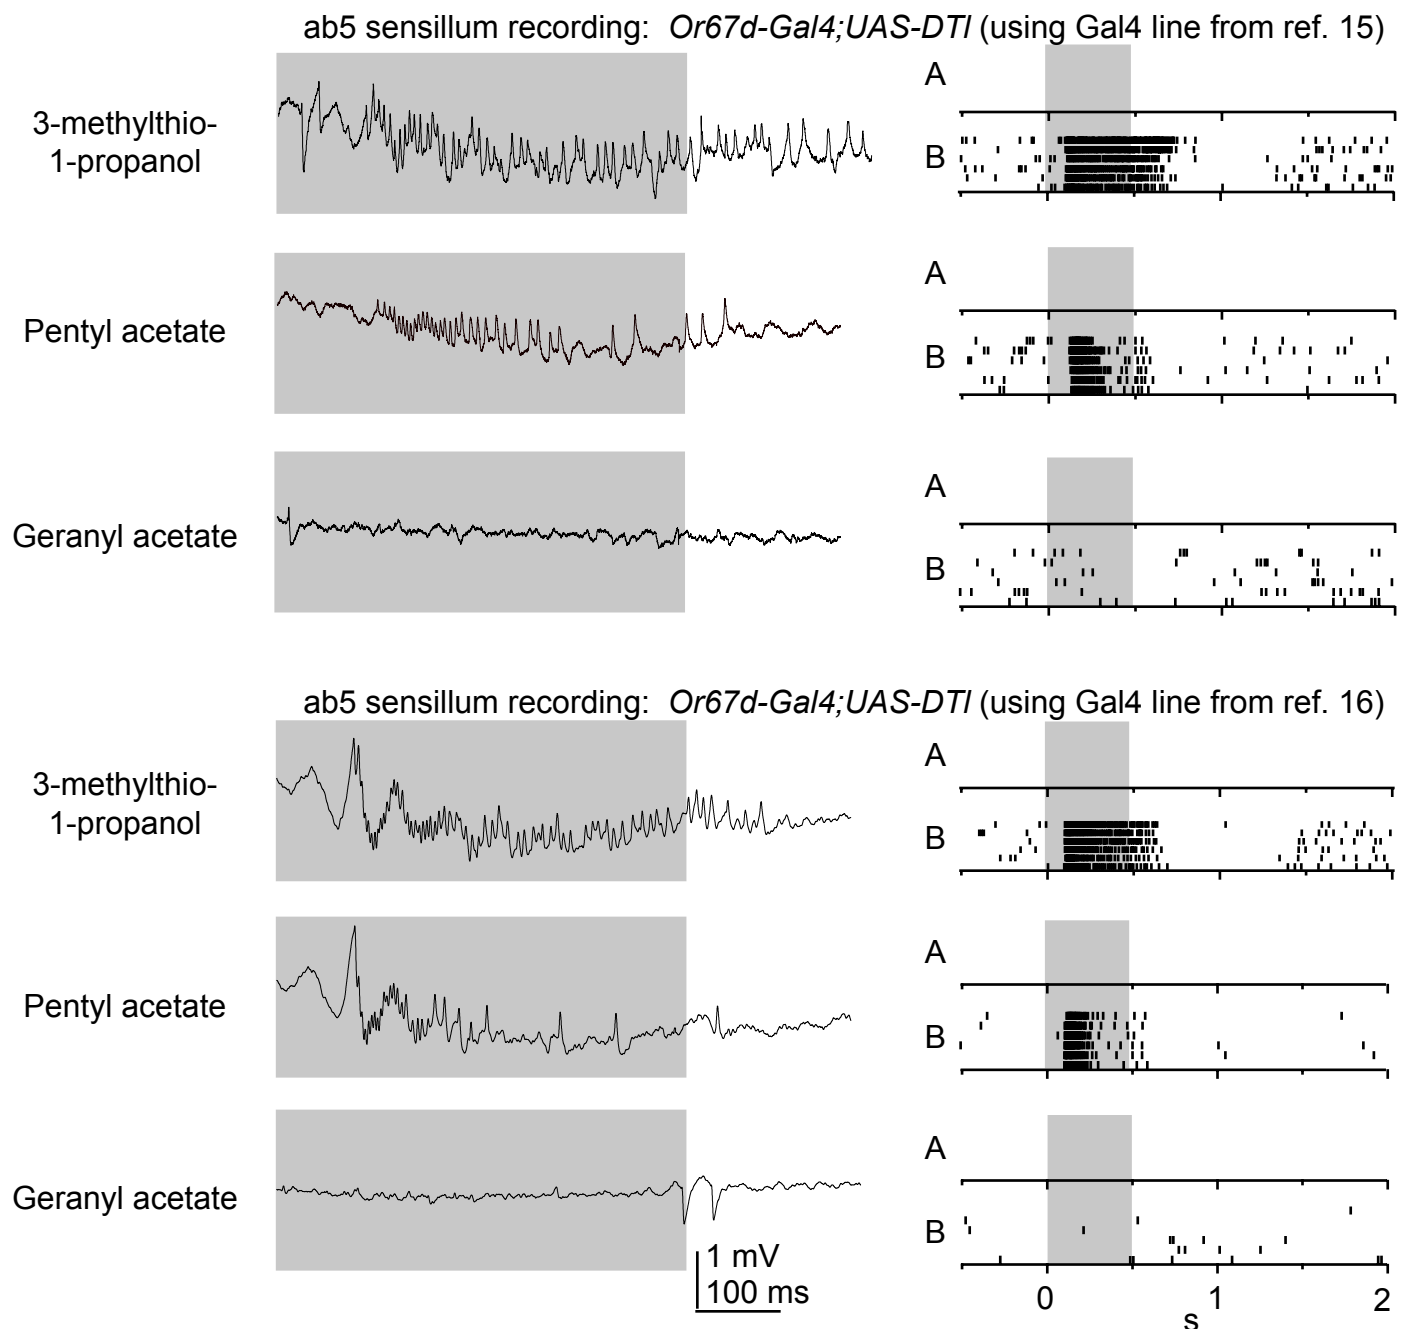 ab5 sensillum recording: Or67d-Gal4;UAS-DTI (using Gal4 line from ref. 15)
3-methylthio-
1-propanol
A
B
Pentyl acetate
A
B
Geranyl acetate
A
B
ab5 sensillum recording: Or67d-Gal4;UAS-DTI (using Gal4 line from ref. 16)
3-methylthio-
1-propanol
A
B
Pentyl acetate
A
B
Geranyl acetate
A
B
1 mV
100 ms
0 1 2
s